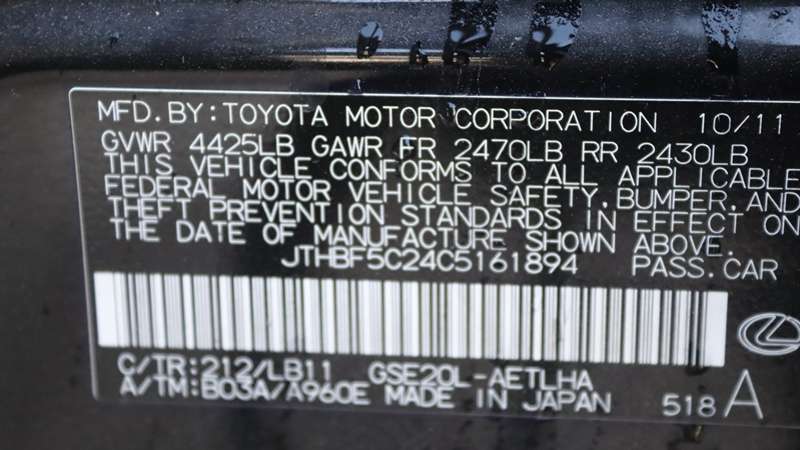 MFD. BY: TOYOTA MOTOR CORPORATION 10/11
GVWR 4425LB GAWR FR 2470LB RR 2430LB
THIS VEHICLE CONFORMS TO ALL APPLICABLE
FEDERAL MOTOR VEHICLE SAFETY, BUMPER, AND
THEFT PREVENTION STANDARDS IN EFFECT ON
THE DATE OF MANUFACTURE SHOWN ABOVE.
JTHBF5C24C5161894 PASS. CAR
C/TR: 212/LB11 GSE20L-AETLHA
A/TM: B03A/A960E MADE IN JAPAN 518 A